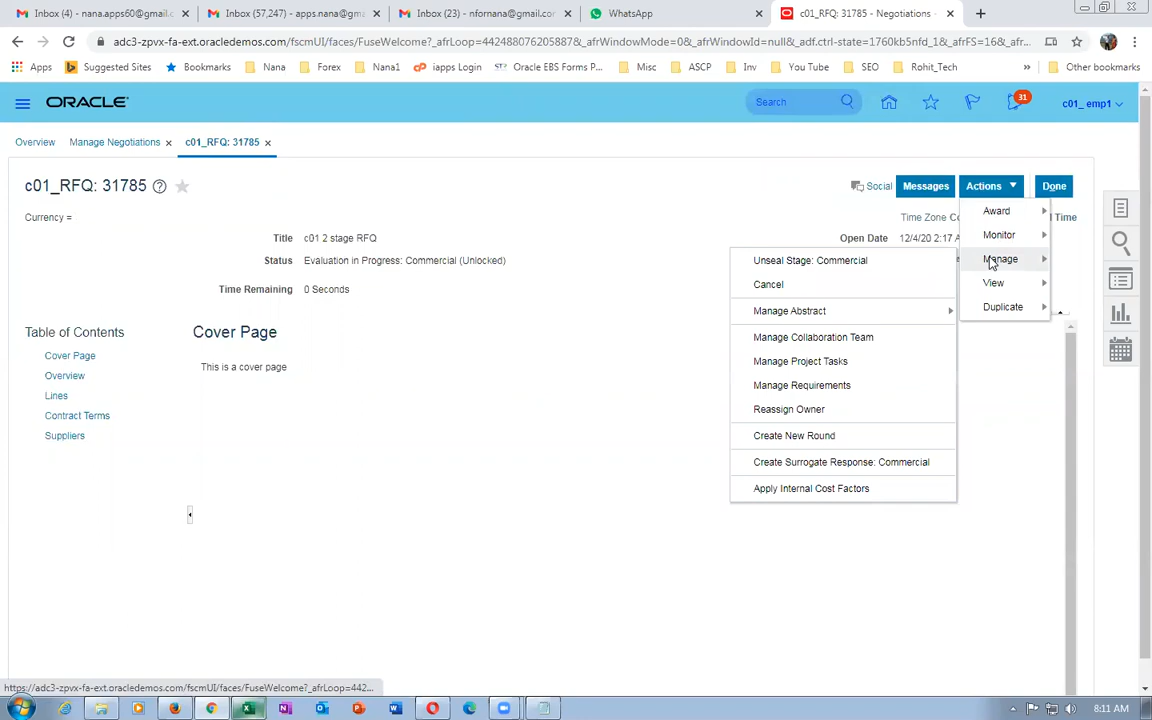 Inbox (4) - nana.apps60@gmail.c
Inbox (57,247) - apps.nana@gma
Inbox (23) - nfornana@gmail.com
WhatsApp
c01_RFQ: 31785 - Negotiations -
adc3-zpvx-fa-ext.oracledemos.com/fscmUI/faces/FuseWelcome?_afrLoop=442488076205887&_afrWindowMode=0&_afrWindowId=null&_adf.ctrl-state=1760kb5nfd_1&_afrFS=16&_afr...
Apps
Suggested Sites
Bookmarks
Nana
Forex
Nana1
iapps Login
Oracle EBS Forms P...
Misc
ASCP
Inv
You Tube
SEO
Rohit_Tech
»
Other bookmarks
ORACLE
Search
31
c01_ emp1
Overview
Manage Negotiations
c01_RFQ: 31785
c01_RFQ: 31785
Social
Messages
Actions
Done
Currency =
Time Zone Co
Time
Title c01 2 stage RFQ
Open Date 12/4/20 2:17 A
Status Evaluation in Progress: Commercial (Unlocked)
Time Remaining 0 Seconds
Award
Monitor
Manage
View
Duplicate
Unseal Stage: Commercial
Cancel
Manage Abstract
Manage Collaboration Team
Manage Project Tasks
Manage Requirements
Reassign Owner
Create New Round
Create Surrogate Response: Commercial
Apply Internal Cost Factors
Table of Contents
Cover Page
Overview
Lines
Contract Terms
Suppliers
Cover Page
This is a cover page
https://adc3-zpvx-fa-ext.oracledemos.com/fscmUI/faces/FuseWelcome?_afrLoop=442...
8:11 AM